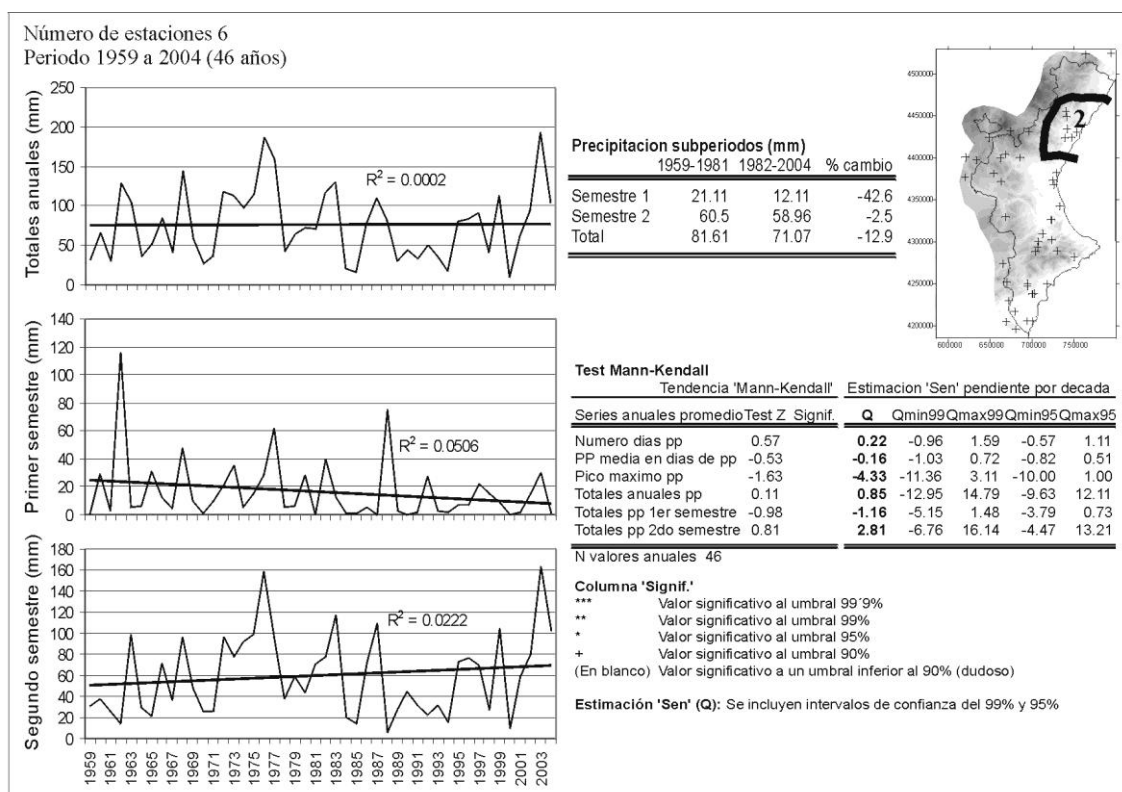 Número de estaciones 6
Periodo 1959 a 2004 (46 años)
Totales anuales (mm)
250
200
150
100
50
0
R² = 0.0002
Primer semestre (mm)
140
120
100
80
60
40
20
0
R² = 0.0506
Segundo semestre (mm)
180
160
140
120
100
80
60
40
20
0
R² = 0.0222
1959 1961 1963 1965 1967 1969 1971 1973 1975 1977 1979 1981 1983 1985 1987 1989 1991 1993 1995 1997 1999 2001 2003
Precipitacion subperiodos (mm)
1959-1981 1982-2004 % cambio
Semestre 1 21.11 12.11 -42.6
Semestre 2 60.5 58.96 -2.5
Total 81.61 71.07 -12.9
4500000
4450000
4400000
4350000
4300000
4250000
4200000
2
600000 650000 700000 750000
Test Mann-Kendall
Tendencia 'Mann-Kendall' Estimacion 'Sen' pendiente por decada
Series anuales promedio Test Z Signif. Q Qmin99 Qmax99 Qmin95 Qmax95
Numero dias pp 0.57 0.22 -0.96 1.59 -0.57 1.11
PP media en dias de pp -0.53 -0.16 -1.03 0.72 -0.82 0.51
Pico maximo pp -1.63 -4.33 -11.36 3.11 -10.00 1.00
Totales anuales pp 0.11 0.85 -12.95 14.79 -9.63 12.11
Totales pp 1er semestre -0.98 -1.16 -5.15 1.48 -3.79 0.73
Totales pp 2do semestre 0.81 2.81 -6.76 16.14 -4.47 13.21
N valores anuales 46
Columna 'Signif.'
*** Valor significativo al umbral 99´9%
** Valor significativo al umbral 99%
* Valor significativo al umbral 95%
+ Valor significativo al umbral 90%
(En blanco) Valor significativo a un umbral inferior al 90% (dudoso)
Estimación 'Sen' (Q): Se incluyen intervalos de confianza del 99% y 95%